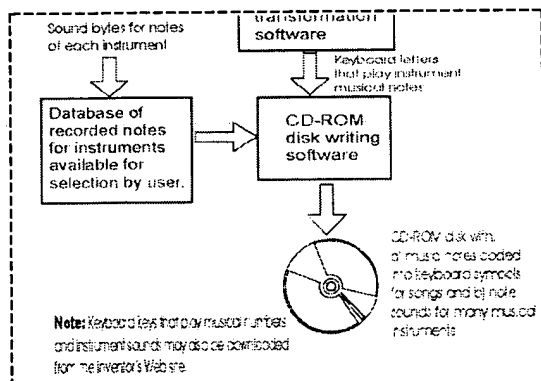 transformation
software
Sound bytes for notes
of each instrument
Keyboard letters
that play instrument
musical notes
Database of
recorded notes
for instruments
available for
selection by user.
CD-ROM
disk writing
software
CD-ROM disk with
a) music notes coded
into keyboard symbols
for songs and b) note
sounds for many musical
instruments
Note: Keyboard keys that play musical numbers
and instrument sounds may also be downloaded
from the inventor's Website.